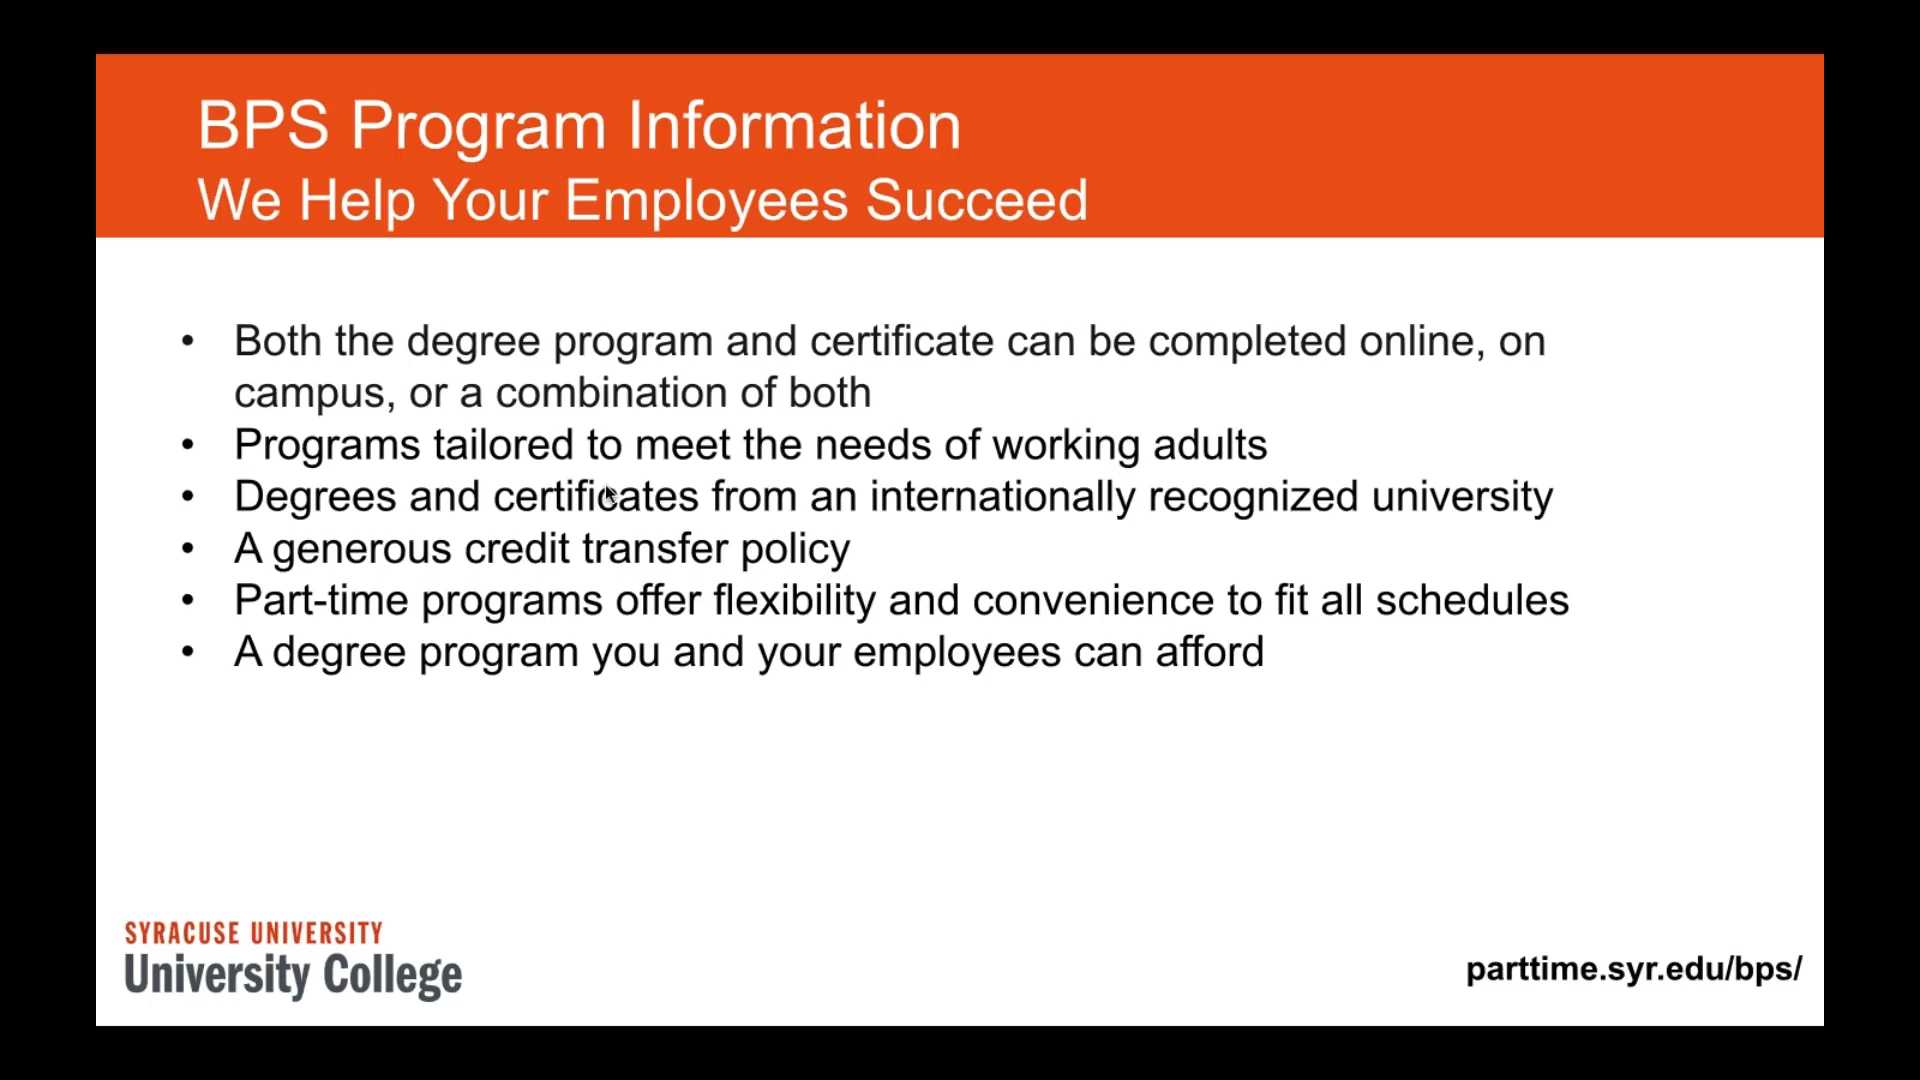 BPS Program Information
We Help Your Employees Succeed
• Both the degree program and certificate can be completed online, on
campus, or a combination of both
• Programs tailored to meet the needs of working adults
• Degrees and certificates from an internationally recognized university
• A generous credit transfer policy
• Part-time programs offer flexibility and convenience to fit all schedules
• A degree program you and your employees can afford
SYRACUSE UNIVERSITY
University College
parttime.syr.edu/bps/